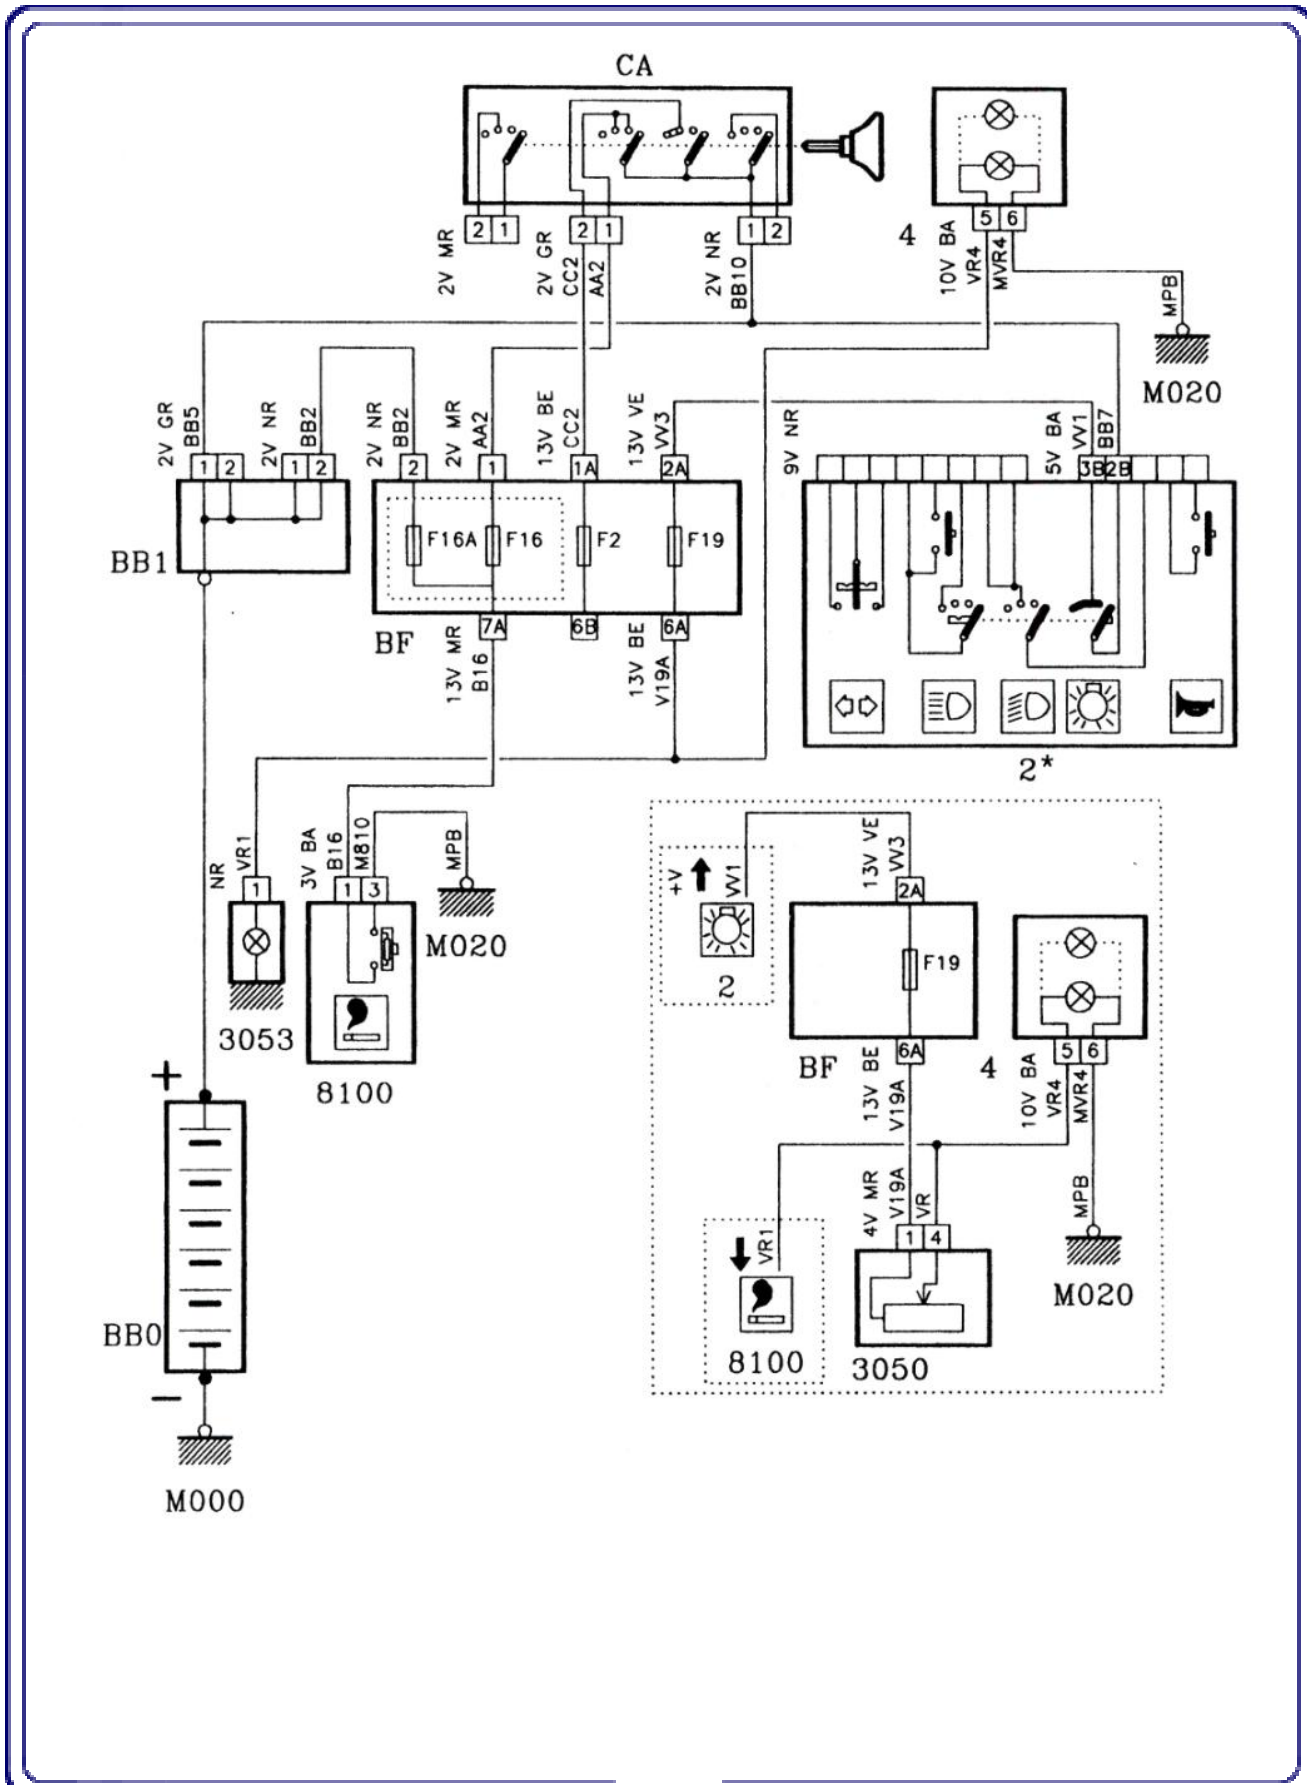 CA
2 1
2 1
1 2
2V MR
2V GR
CC2
AA2
2V NR
BB10
5 6
4
10V BA
VR4
MVR4
MPB
M020
2V GR
BB5
2V NR
BB2
2V NR
BB2
2V MR
AA2
13V BE
CC2
13V VE
VV3
9V NR
5V BA
VV1
BB7
1 2
1 2
2
1
1A
2A
3B 2B
F16A
F16
F2
F19
BB1
BF
7A
6B
6A
13V MR
B16
13V BE
V19A
2*
NR
VR1
3V BA
B16
M810
MPB
1
1 3
M020
3053
8100
+V
VV1
2
13V VE
VV3
2A
F19
BF
6A
13V BE
V19A
4
5 6
10V BA
VR4
MVR4
MPB
M020
4V MR
V19A
VR
1 4
3050
VR1
8100
+
BB0
−
M000